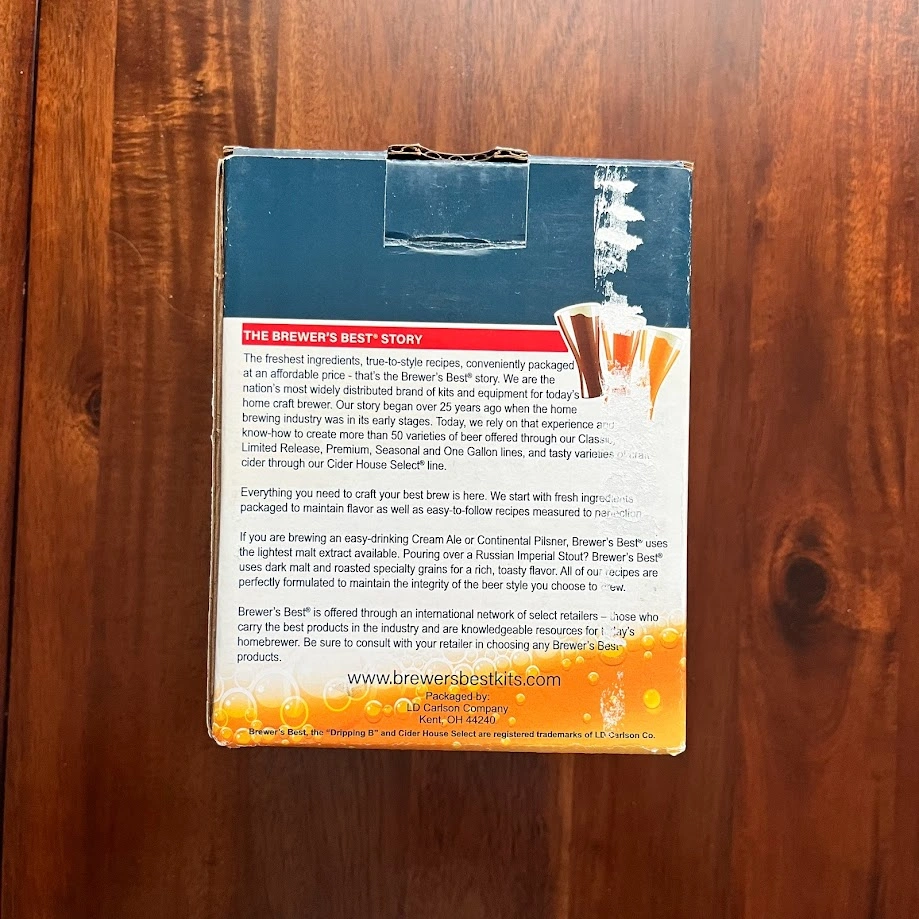 THE BREWER'S BEST® STORY
The freshest ingredients, true-to-style recipes, conveniently packaged
at an affordable price - that's the Brewer's Best® story. We are the
nation's most widely distributed brand of kits and equipment for today's
home craft brewer. Our story began over 25 years ago when the home
brewing industry was in its early stages. Today, we rely on that experience and
know-how to create more than 50 varieties of beer offered through our Classic,
Limited Release, Premium, Seasonal and One Gallon lines, and tasty varieties of craft
cider through our Cider House Select® line.
Everything you need to craft your best brew is here. We start with fresh ingredients
packaged to maintain flavor as well as easy-to-follow recipes measured to perfection.
If you are brewing an easy-drinking Cream Ale or Continental Pilsner, Brewer's Best® uses
the lightest malt extract available. Pouring over a Russian Imperial Stout? Brewer's Best®
uses dark malt and roasted specialty grains for a rich, toasty flavor. All of our recipes are
perfectly formulated to maintain the integrity of the beer style you choose to brew.
Brewer's Best® is offered through an international network of select retailers – those who
carry the best products in the industry and are knowledgeable resources for today's
homebrewer. Be sure to consult with your retailer in choosing any Brewer's Best
products.
www.brewersbestkits.com
Packaged by:
LD Carlson Company
Kent, OH 44240
Brewer's Best, the "Dripping B" and Cider House Select are registered trademarks of LD Carlson Co.